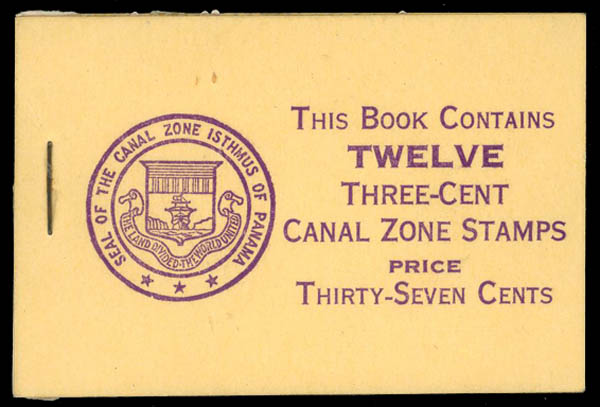 SEAL OF THE CANAL ZONE ISTHMUS OF PANAMA
THE LAND DIVIDED·THE WORLD UNITED
THIS BOOK CONTAINS
TWELVE
THREE-CENT
CANAL ZONE STAMPS
PRICE
THIRTY-SEVEN CENTS